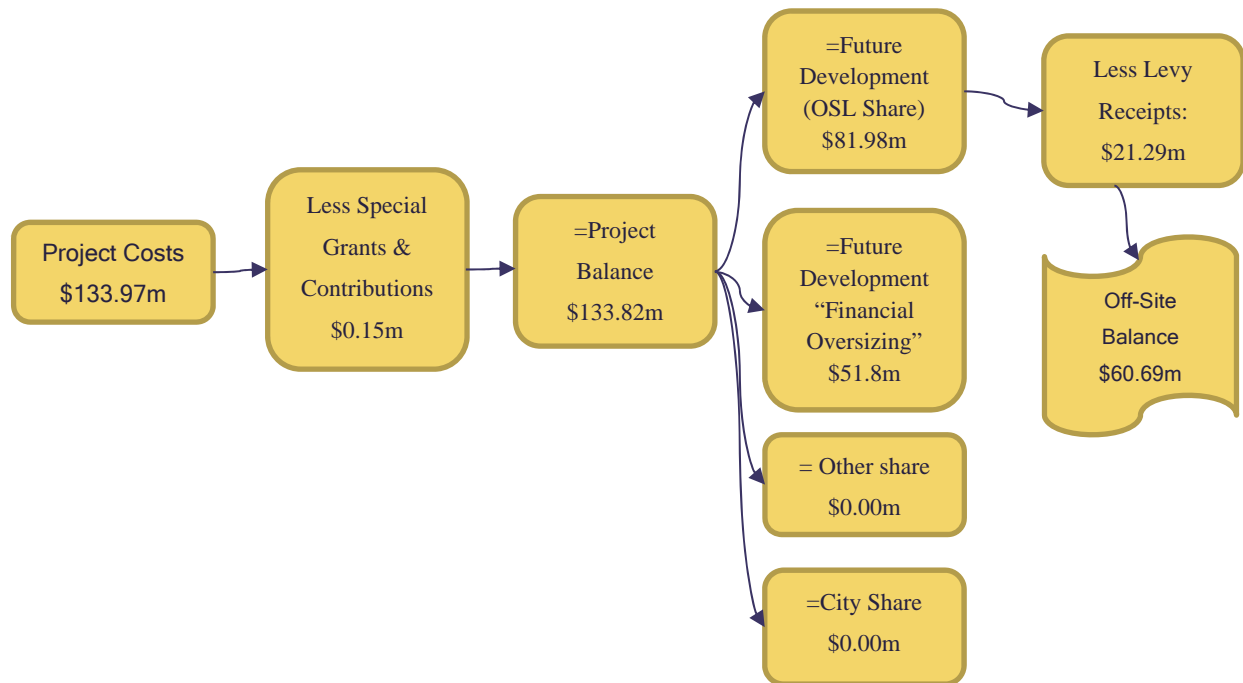 Project Costs
$133.97m
Less Special
Grants &
Contributions
$0.15m
=Project
Balance
$133.82m
=Future
Development
(OSL Share)
$81.98m
=Future
Development
“Financial
Oversizing”
$51.8m
= Other share
$0.00m
=City Share
$0.00m
Less Levy
Receipts:
$21.29m
Off-Site
Balance
$60.69m